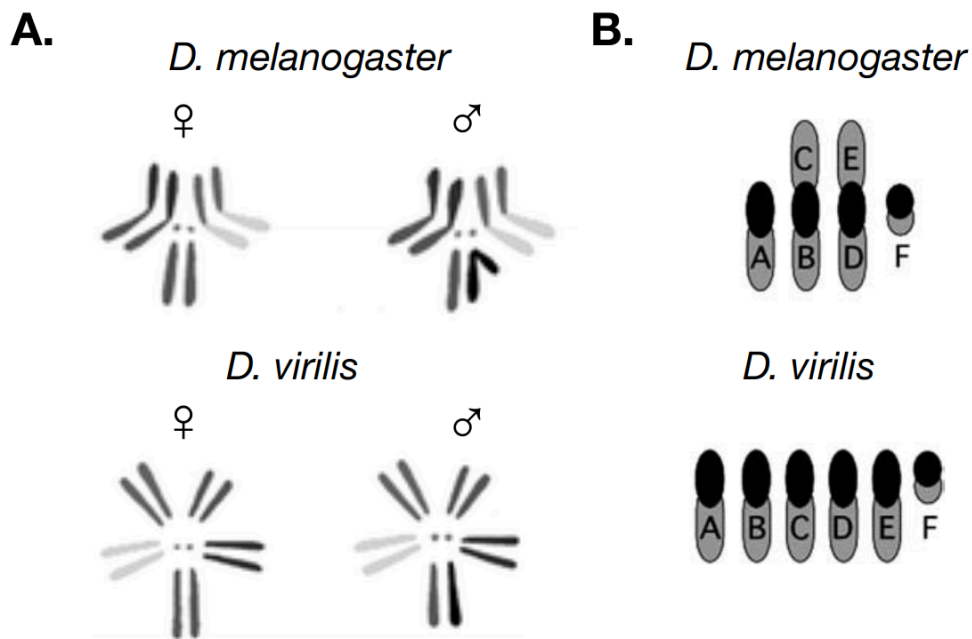 A.
D. melanogaster
♀ ♂
D. virilis
♀ ♂
B.
D. melanogaster
C E
A B D F
D. virilis
A B C D E F